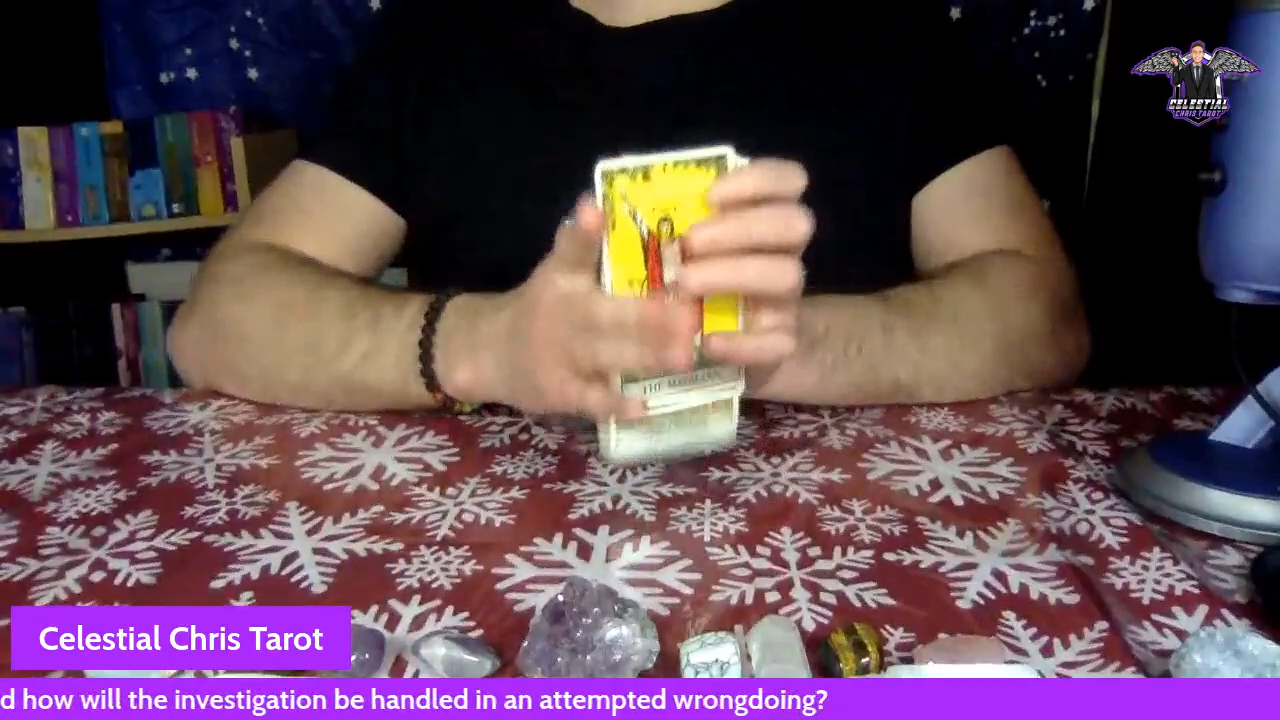 CELESTIAL
CHRIS TAROT
THE MAGICIAN
Celestial Chris Tarot
d how will the investigation be handled in an attempted wrongdoing?